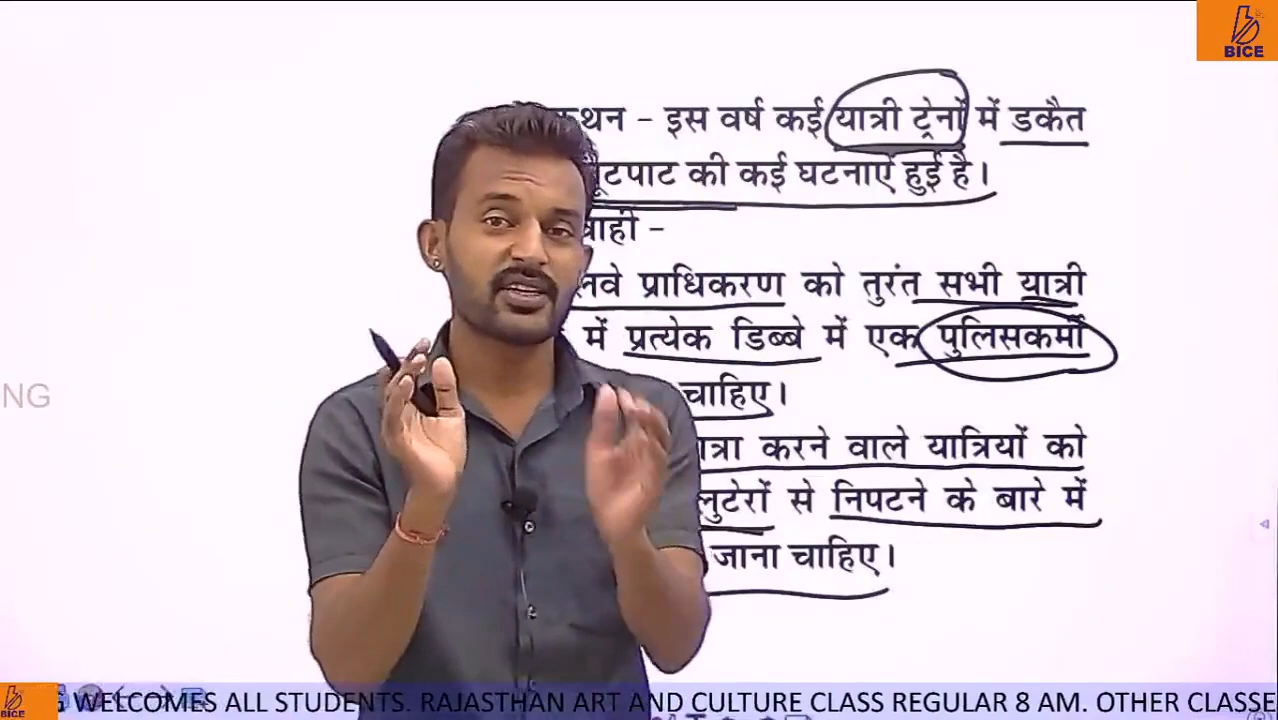 BICE
कथन - इस वर्ष कई यात्री ट्रेनों में डकैत
लूटपाट की कई घटनाएं हुई है।
वाही -
लवे प्राधिकरण को तुरंत सभी यात्री
में प्रत्येक डिब्बे में एक पुलिसकर्मी
चाहिए।
NG
त्रा करने वाले यात्रियों को
लुटेरों से निपटने के बारे में
जाना चाहिए।
BICE
G WELCOMES ALL STUDENTS. RAJASTHAN ART AND CULTURE CLASS REGULAR 8 AM. OTHER CLASSE